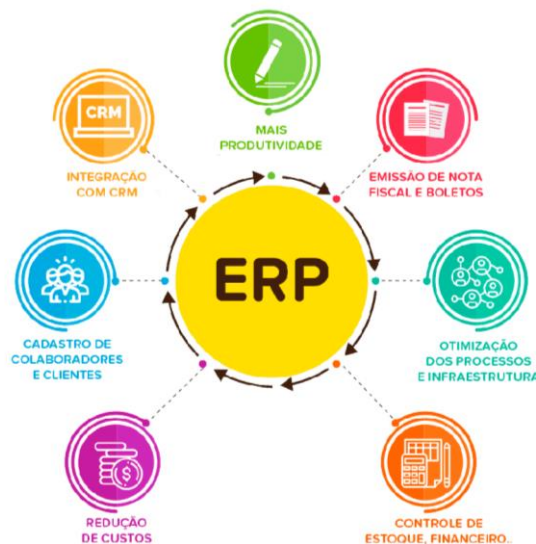 MAIS
PRODUTIVIDADE
CRM
INTEGRAÇÃO
COM CRM
EMISSÃO DE NOTA
FISCAL E BOLETOS
ERP
CADASTRO DE
COLABORADORES
E CLIENTES
OTIMIZAÇÃO
DOS PROCESSOS
E INFRAESTRUTURA
$
REDUÇÃO
DE CUSTOS
CONTROLE DE
ESTOQUE, FINANCEIRO..